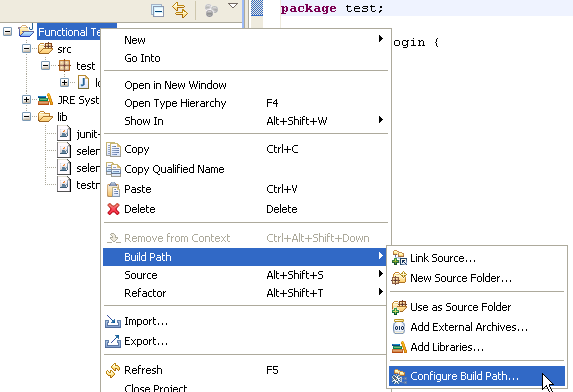 package test;
Functional Te
New
ogin {
src
Go Into
test
Open in New Window
JRE Syst
Open Type Hierarchy F4
lib
Show In Alt+Shift+W
junit-
Copy Ctrl+C
selen
Copy Qualified Name
selen
Paste Ctrl+V
testn
Delete Delete
Remove from Context Ctrl+Alt+Shift+Down
Build Path
Link Source...
Source Alt+Shift+S
New Source Folder...
Refactor Alt+Shift+T
Use as Source Folder
Import...
Add External Archives...
Export...
Add Libraries...
Refresh F5
Configure Build Path...
Close Project